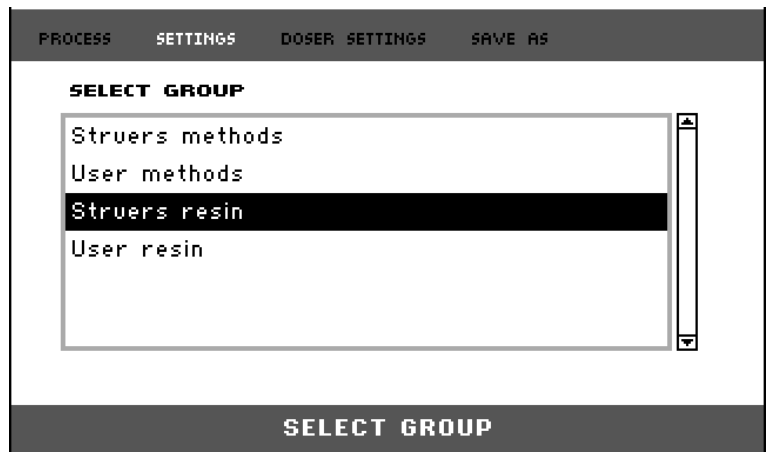 PROCESS SETTINGS DOSER SETTINGS SAVE AS
SELECT GROUP
Struers methods
User methods
Struers resin
User resin
SELECT GROUP